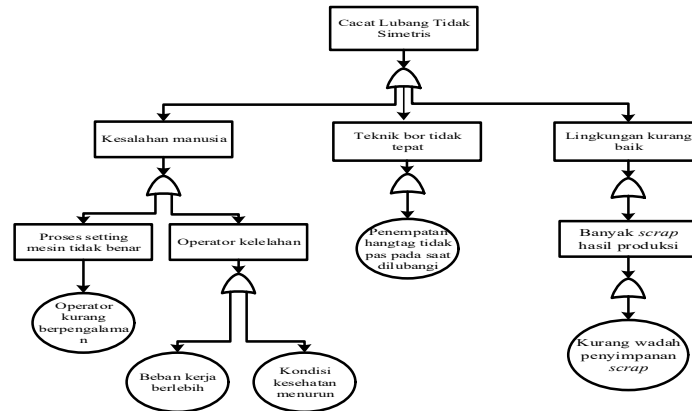 Cacat Lubang Tidak
Simetris
Kesalahan manusia
Teknik bor tidak
tepat
Lingkungan kurang
baik
Proses setting
mesin tidak benar
Operator kelelahan
Penempatan
hangtag tidak
pas pada saat
dilubangi
Banyak scrap
hasil produksi
Operator
kurang
berpengalama
n
Beban kerja
berlebih
Kondisi
kesehatan
menurun
Kurang wadah
penyimpanan
scrap